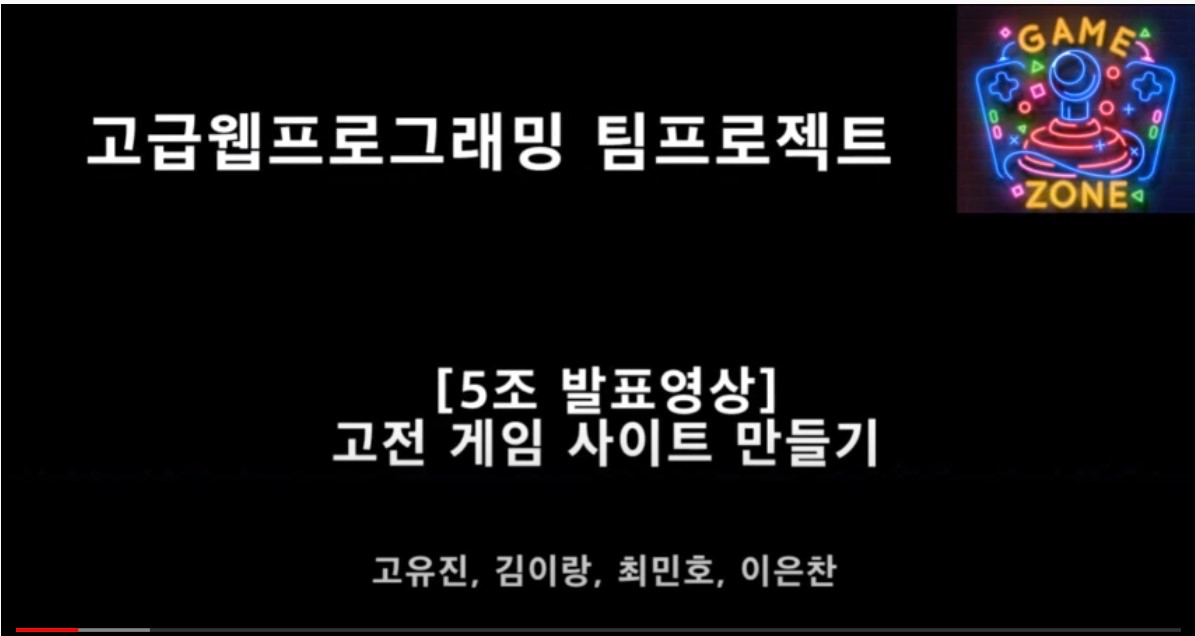 고급웹프로그래밍 팀프로젝트
GAME
ZONE
[5조 발표영상]
고전 게임 사이트 만들기
고유진, 김이랑, 최민호, 이은찬